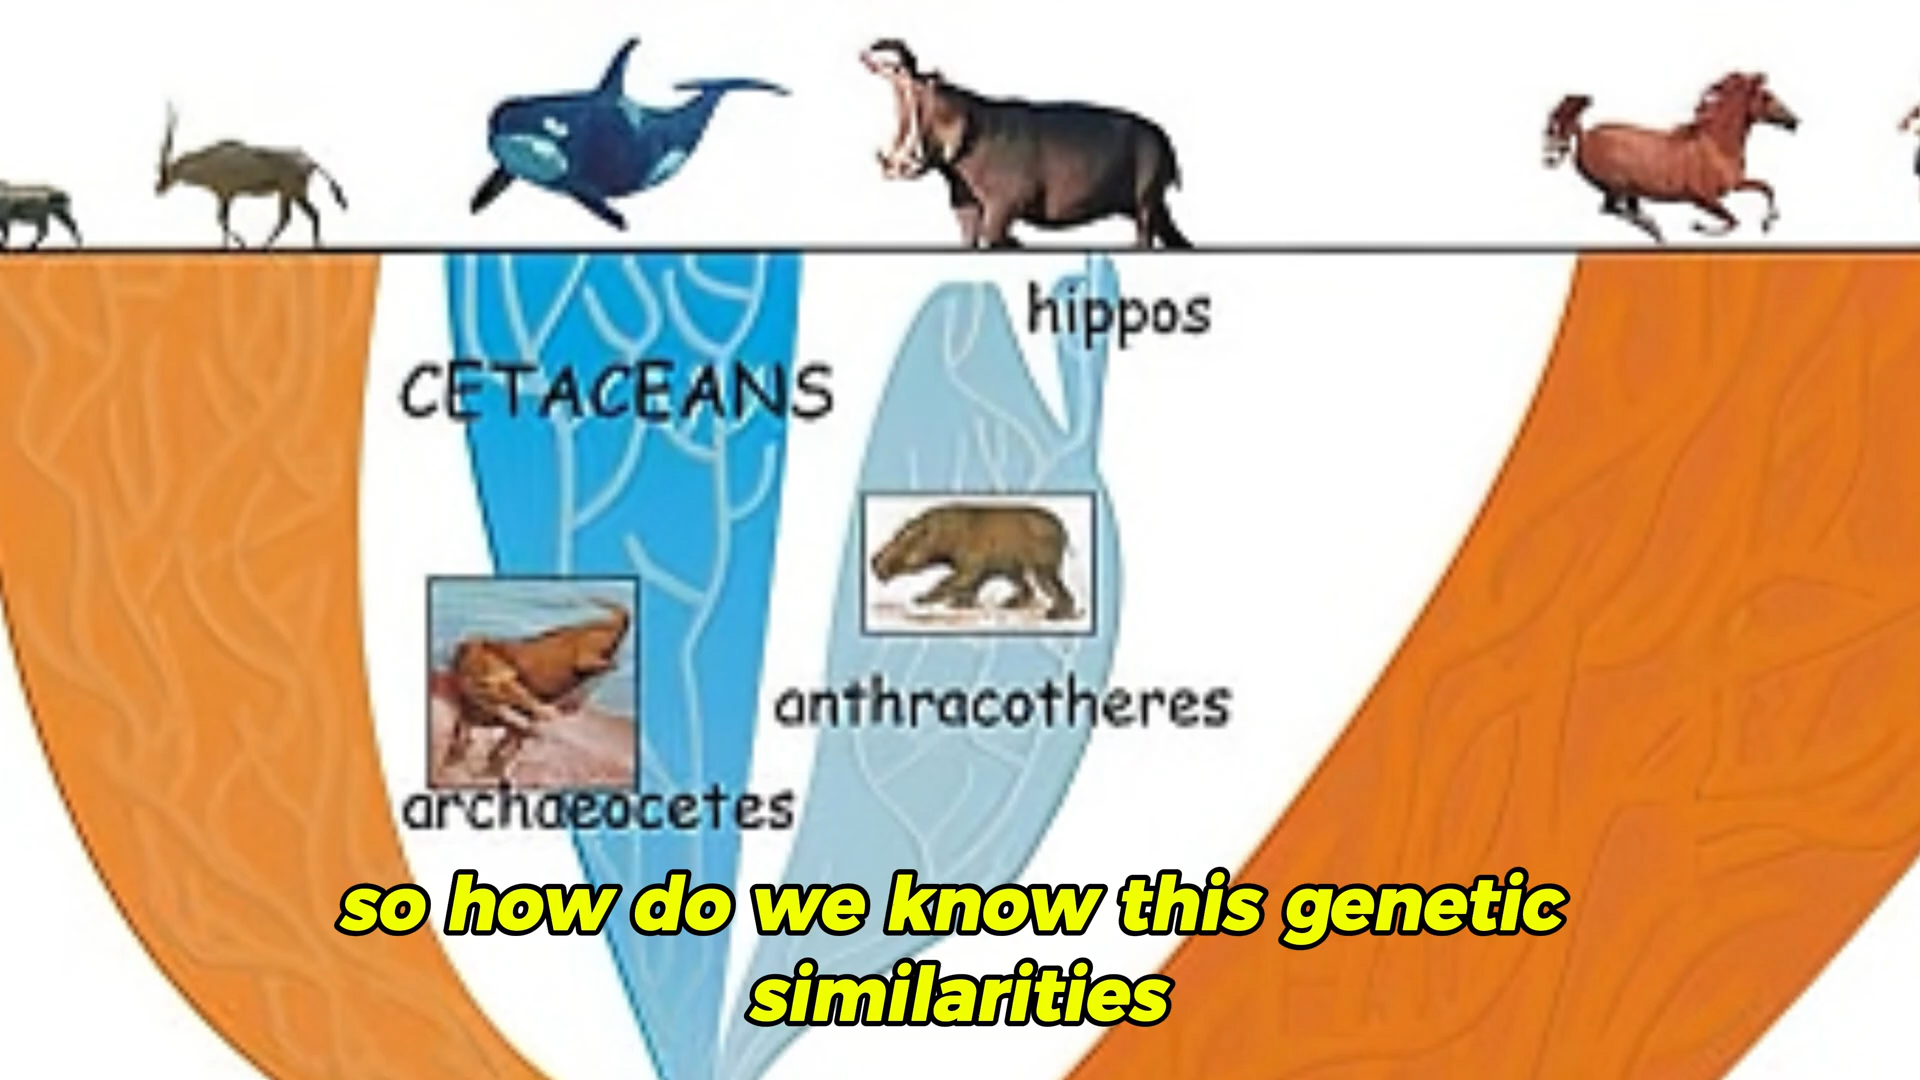 hippos
CETACEANS
anthracotheres
archaeocetes
so how do we know this genetic
similarities